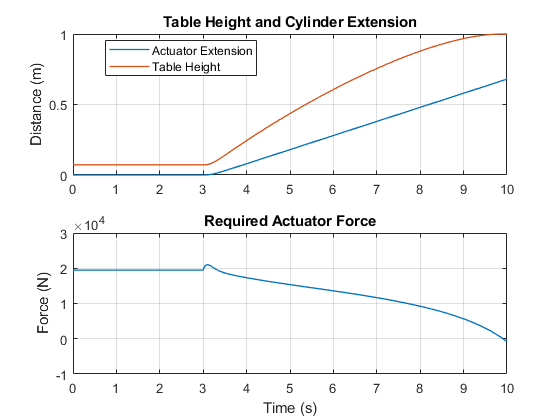 Table Height and Cylinder Extension
Distance (m)
1
0.5
0
Actuator Extension
Table Height
0 1 2 3 4 5 6 7 8 9 10
Required Actuator Force
×10⁴
Force (N)
3
2
1
0
-1
0 1 2 3 4 5 6 7 8 9 10
Time (s)